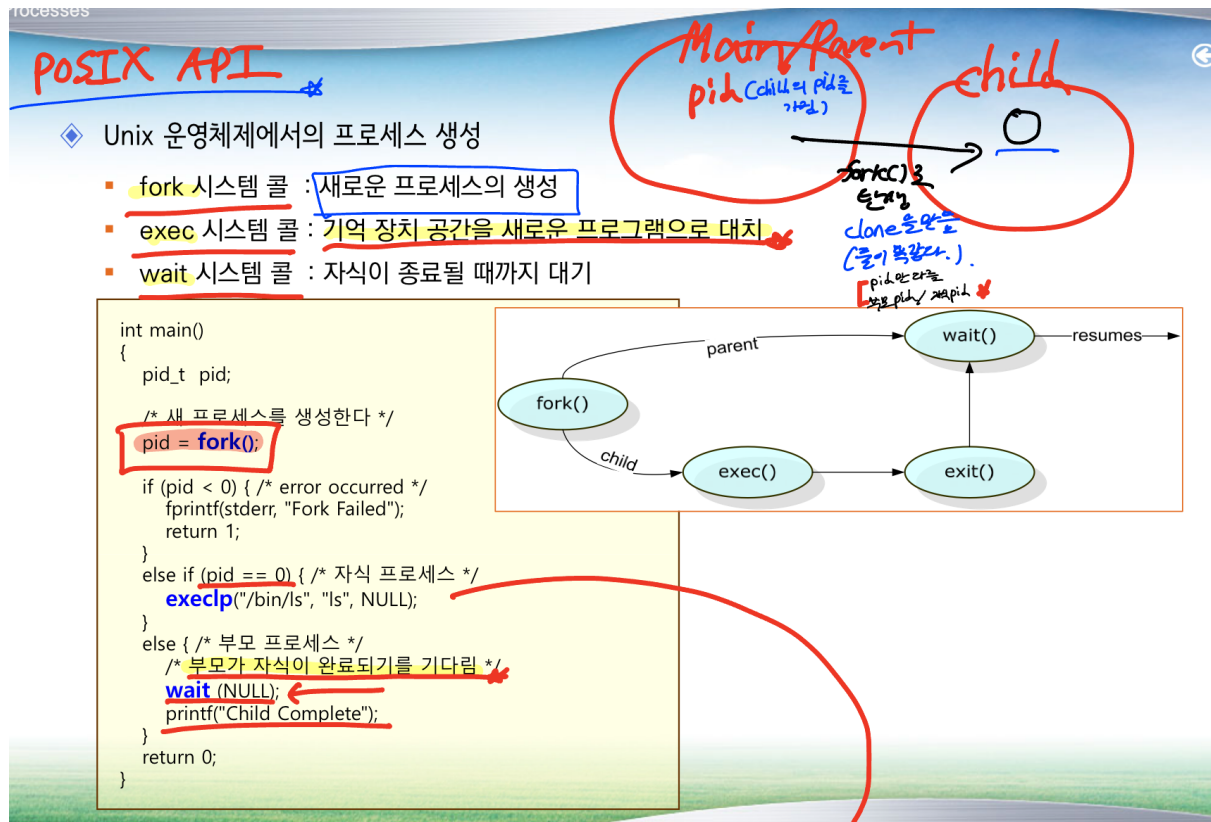 rocesses
POSIX API
Main/Parent
pid (child의 pid를
가짐)
child
0
Unix 운영체제에서의 프로세스 생성
fork 시스템 콜 : 새로운 프로세스의 생성
exec 시스템 콜 : 기억 장치 공간을 새로운 프로그램으로 대치
wait 시스템 콜 : 자식이 종료될 때까지 대기
fork()로
탄생
clone을 만듦
(둘이 똑같다.).
pid만 다름
부모pid/ 자식pid
int main()
{
pid_t pid;
/* 새 프로세스를 생성한다 */
pid = fork();
if (pid < 0) { /* error occurred */
fprintf(stderr, "Fork Failed");
return 1;
}
else if (pid == 0) { /* 자식 프로세스 */
execlp("/bin/ls", "ls", NULL);
}
else { /* 부모 프로세스 */
/* 부모가 자식이 완료되기를 기다림 */
wait (NULL);
printf("Child Complete");
}
return 0;
}
fork()
parent
wait()
resumes
child
exec()
exit()